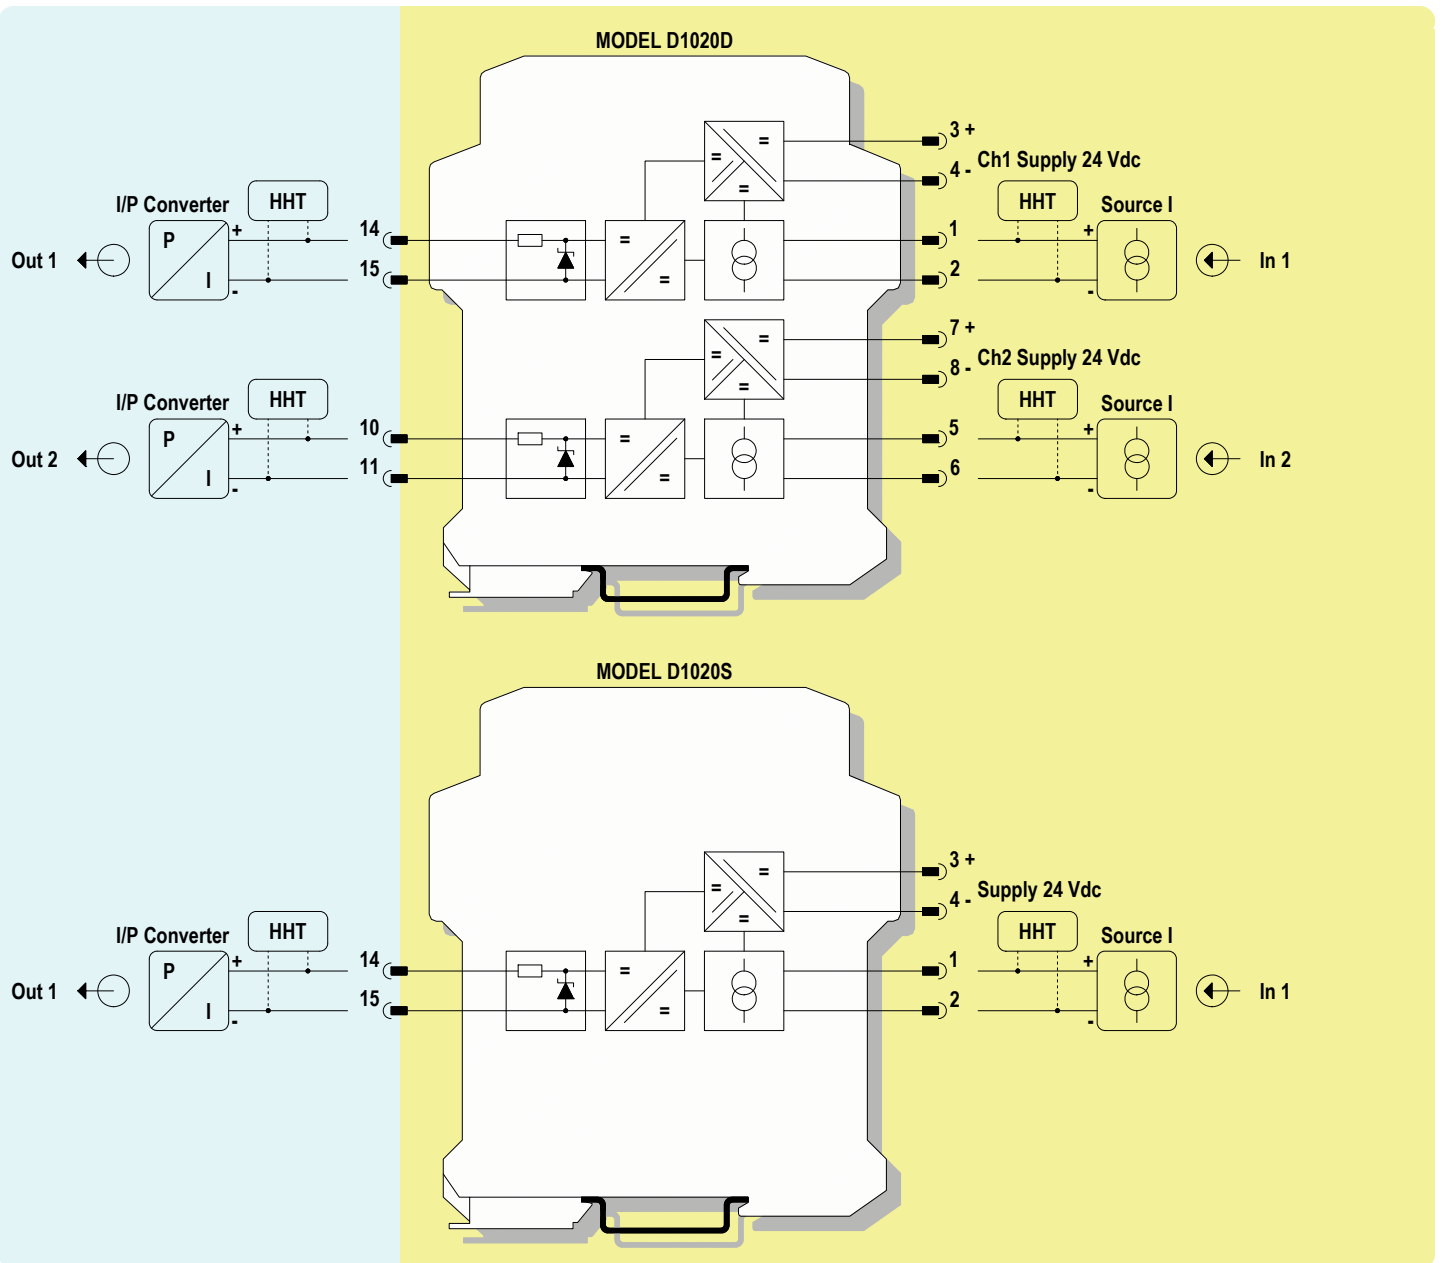 MODEL D1020D
3 +
Ch1 Supply 24 Vdc
4 -
I/P Converter
HHT
HHT
Source I
P
+
14
1
+
Out 1
In 1
15
2
I
-
-
7 +
Ch2 Supply 24 Vdc
8 -
I/P Converter
HHT
HHT
Source I
P
+
10
5
+
Out 2
In 2
11
6
I
-
-
MODEL D1020S
3 +
Supply 24 Vdc
4 -
I/P Converter
HHT
HHT
Source I
P
+
14
1
+
Out 1
In 1
15
2
I
-
-